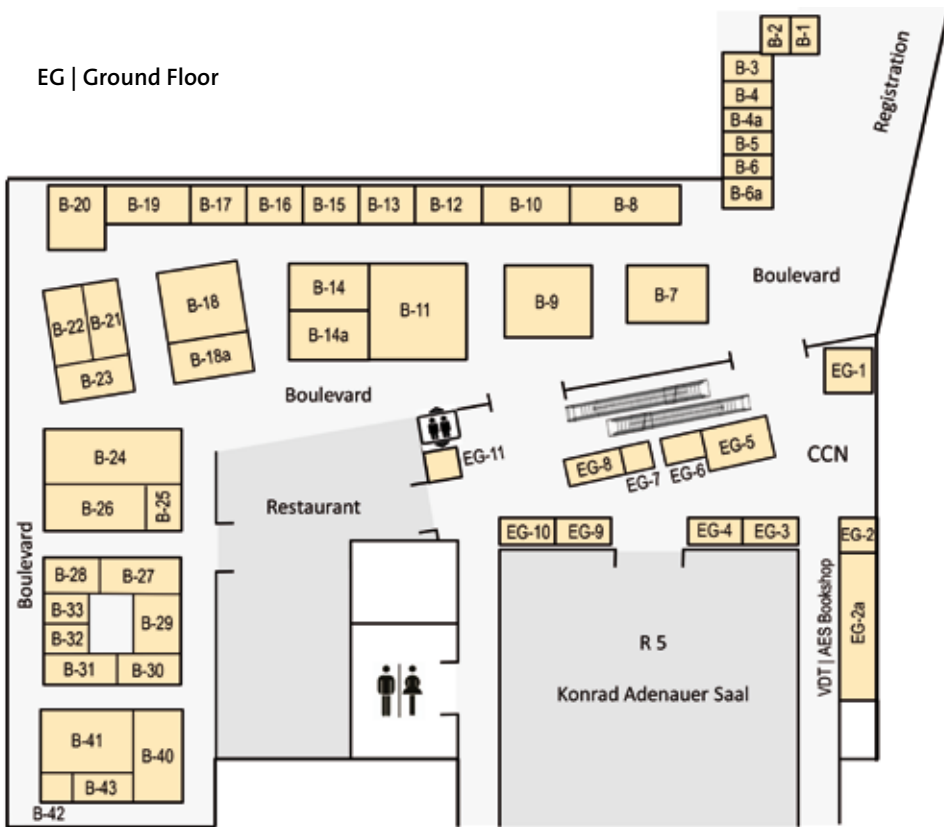 B-2
B-1
EG | Ground Floor
B-3
B-4
B-4a
B-5
B-6
B-6a
Registration
B-20
B-19
B-17
B-16
B-15
B-13
B-12
B-10
B-8
B-22
B-21
B-23
B-18
B-18a
B-14
B-14a
B-11
B-9
B-7
Boulevard
Boulevard
EG-1
B-24
B-26
B-25
Restaurant
EG-11
EG-8
EG-7
EG-6
EG-5
CCN
EG-10
EG-9
EG-4
EG-3
EG-2
EG-2a
VDT | AES Bookshop
Boulevard
B-28
B-27
B-33
B-32
B-29
B-31
B-30
R 5
Konrad Adenauer Saal
B-41
B-40
B-43
B-42